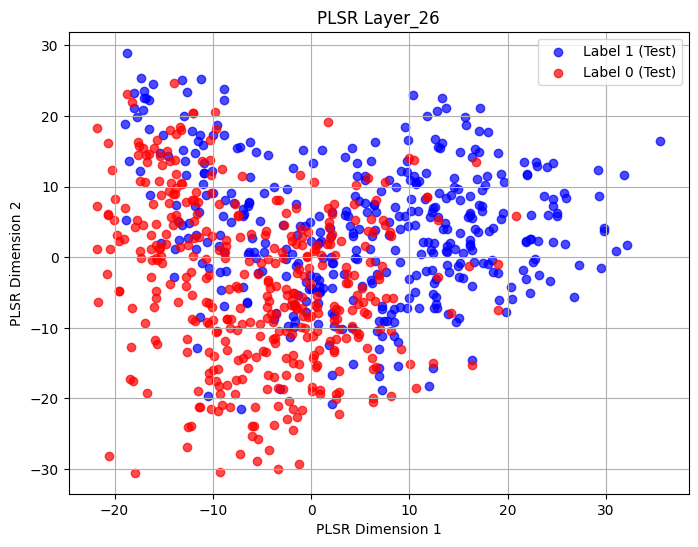 PLSR Layer_26
Label 1 (Test)
Label 0 (Test)
30
20
10
0
−10
−20
−30
PLSR Dimension 2
−20
−10
0
10
20
30
PLSR Dimension 1